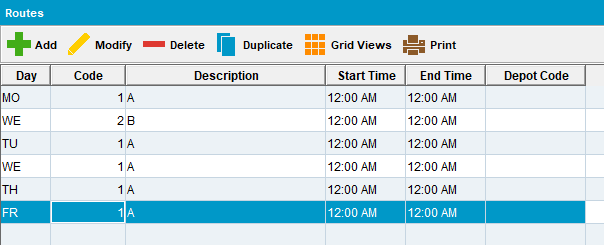 Routes
Add Modify Delete Duplicate Grid Views Print
Day Code Description Start Time End Time Depot Code
MO 1 A 12:00 AM 12:00 AM
WE 2 B 12:00 AM 12:00 AM
TU 1 A 12:00 AM 12:00 AM
WE 1 A 12:00 AM 12:00 AM
TH 1 A 12:00 AM 12:00 AM
FR 1 A 12:00 AM 12:00 AM